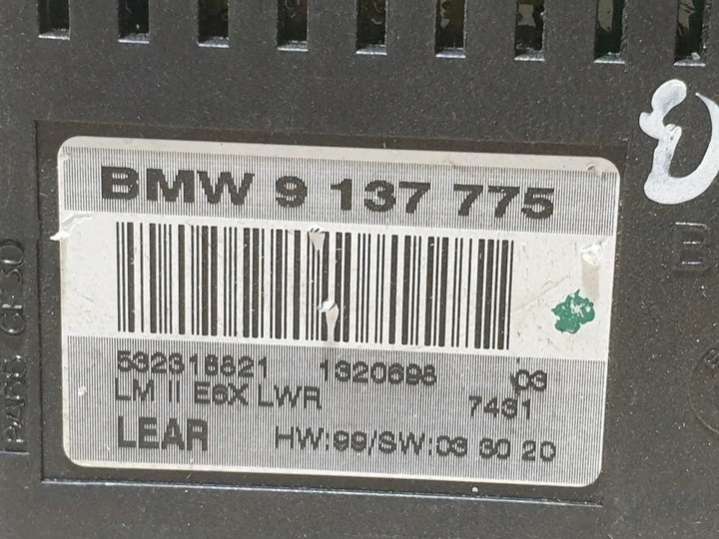 BMW 9 137 775
532318821 1320698 03
LM II E6X LWR 7431
LEAR HW:99/SW:03 30 20
B